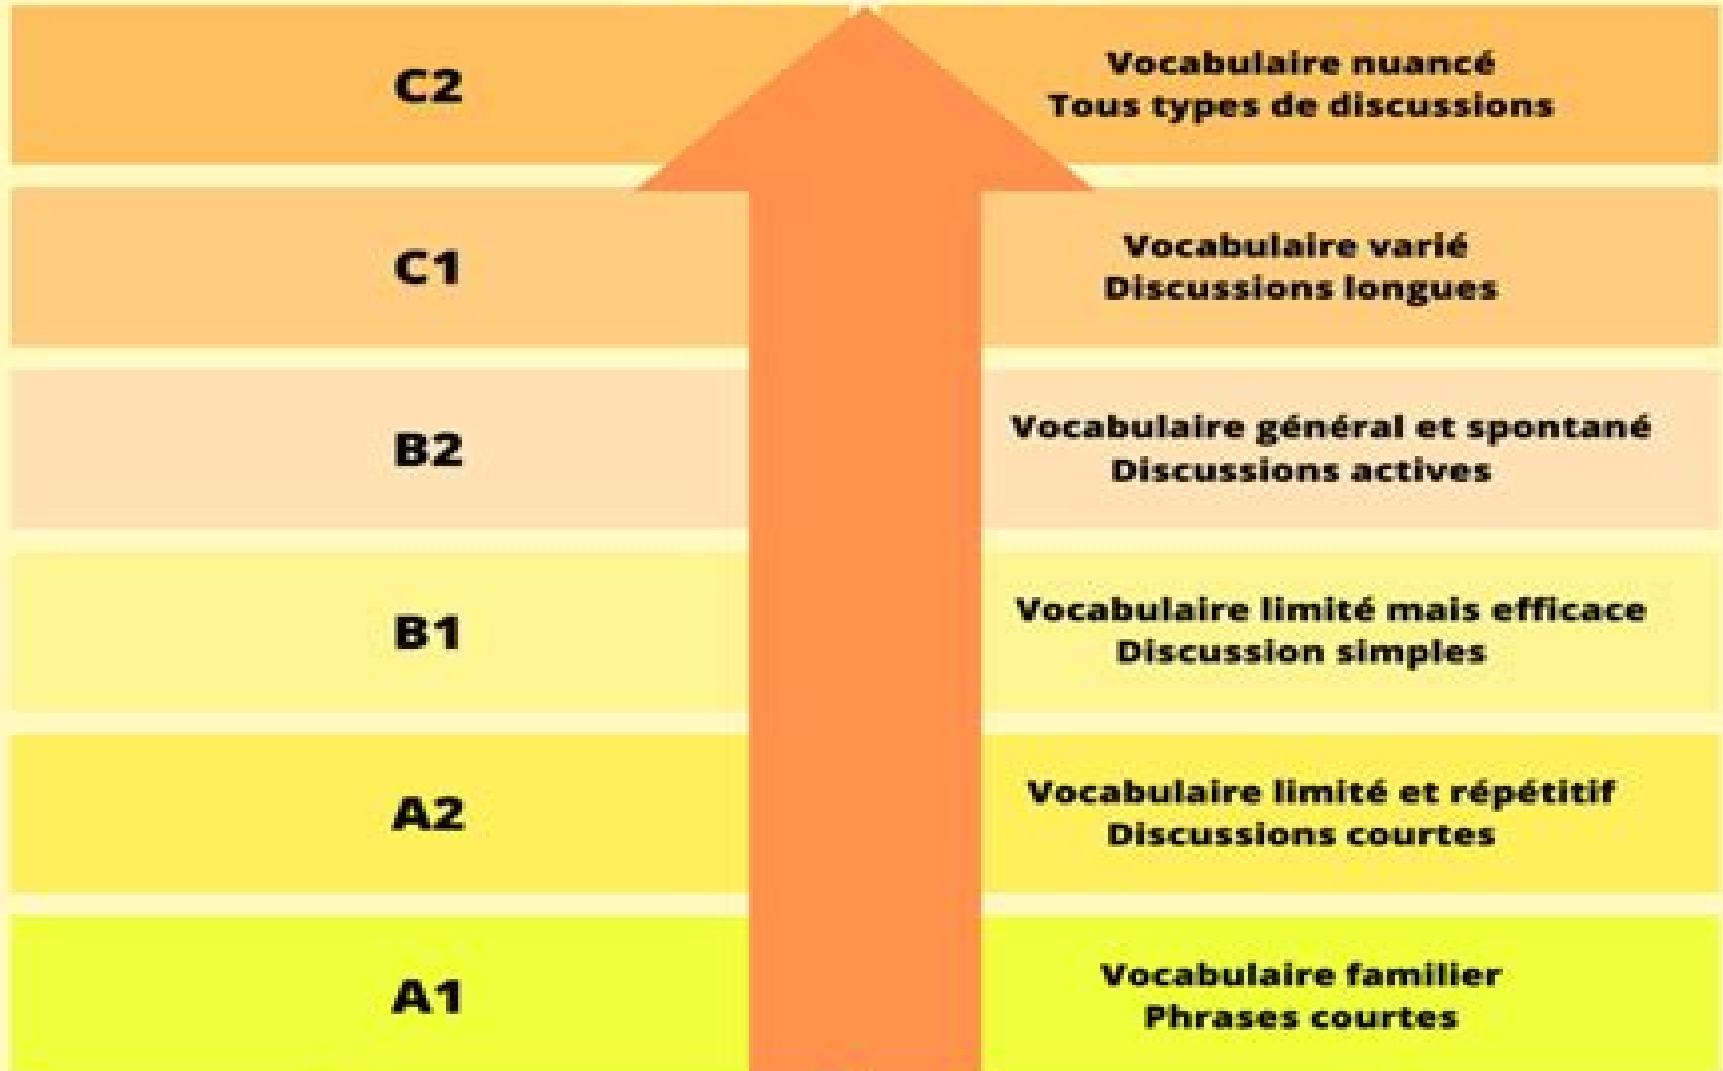 C2
Vocabulaire nuancé
Tous types de discussions
C1
Vocabulaire varié
Discussions longues
B2
Vocabulaire général et spontané
Discussions actives
B1
Vocabulaire limité mais efficace
Discussion simples
A2
Vocabulaire limité et répétitif
Discussions courtes
A1
Vocabulaire familier
Phrases courtes